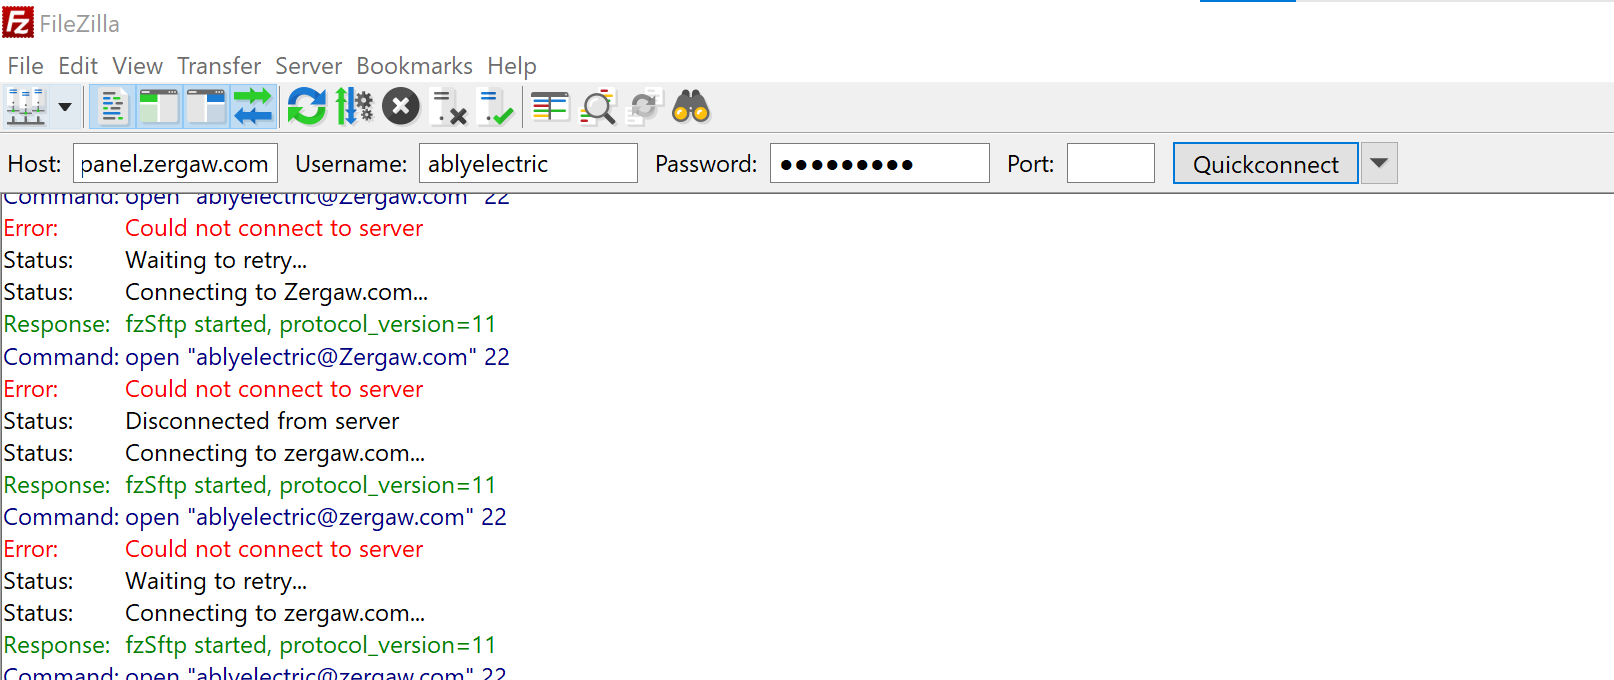 FileZilla
File Edit View Transfer Server Bookmarks Help
Host: panel.zergaw.com Username: ablyelectric Password: ●●●●●●●●● Port: Quickconnect
Command: open "ablyelectric@Zergaw.com" 22
Error: Could not connect to server
Status: Waiting to retry...
Status: Connecting to Zergaw.com...
Response: fzSftp started, protocol_version=11
Command: open "ablyelectric@Zergaw.com" 22
Error: Could not connect to server
Status: Disconnected from server
Status: Connecting to zergaw.com...
Response: fzSftp started, protocol_version=11
Command: open "ablyelectric@zergaw.com" 22
Error: Could not connect to server
Status: Waiting to retry...
Status: Connecting to zergaw.com...
Response: fzSftp started, protocol_version=11
Command: open "ablyelectric@zergaw.com" 22